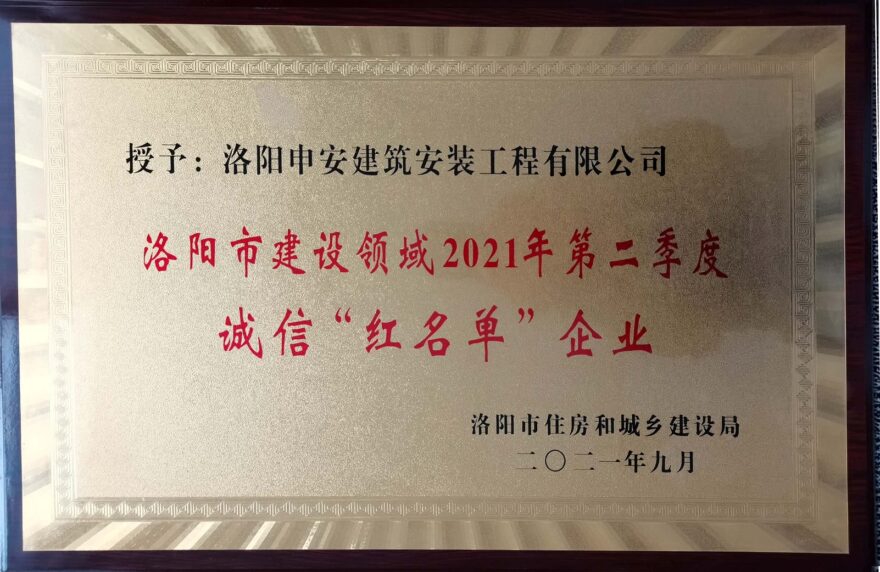 授予：洛阳申安建筑安装工程有限公司
洛阳市建设领域2021年第二季度
诚信“红名单”企业
洛阳市住房和城乡建设局
二〇二一年九月